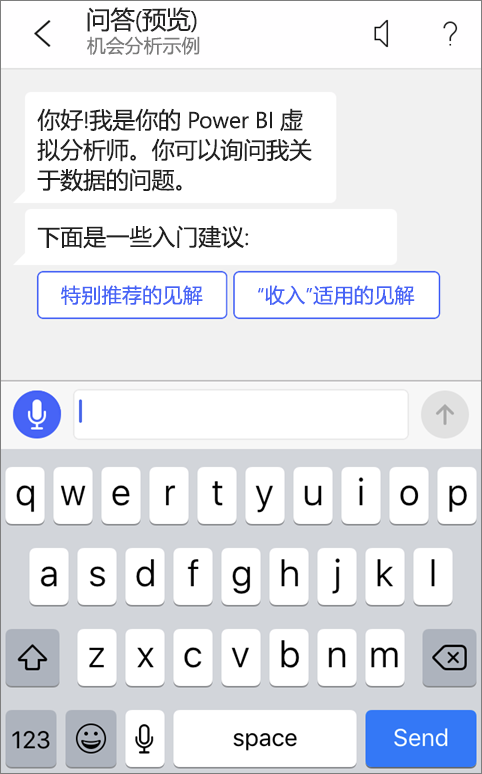 问答(预览)
机会分析示例
?
你好!我是你的 Power BI 虚
拟分析师。你可以询问我关
于数据的问题。
下面是一些入门建议:
特别推荐的见解 “收入”适用的见解
q w e r t y u i o p
a s d f g h j k l
z x c v b n m
123 space Send